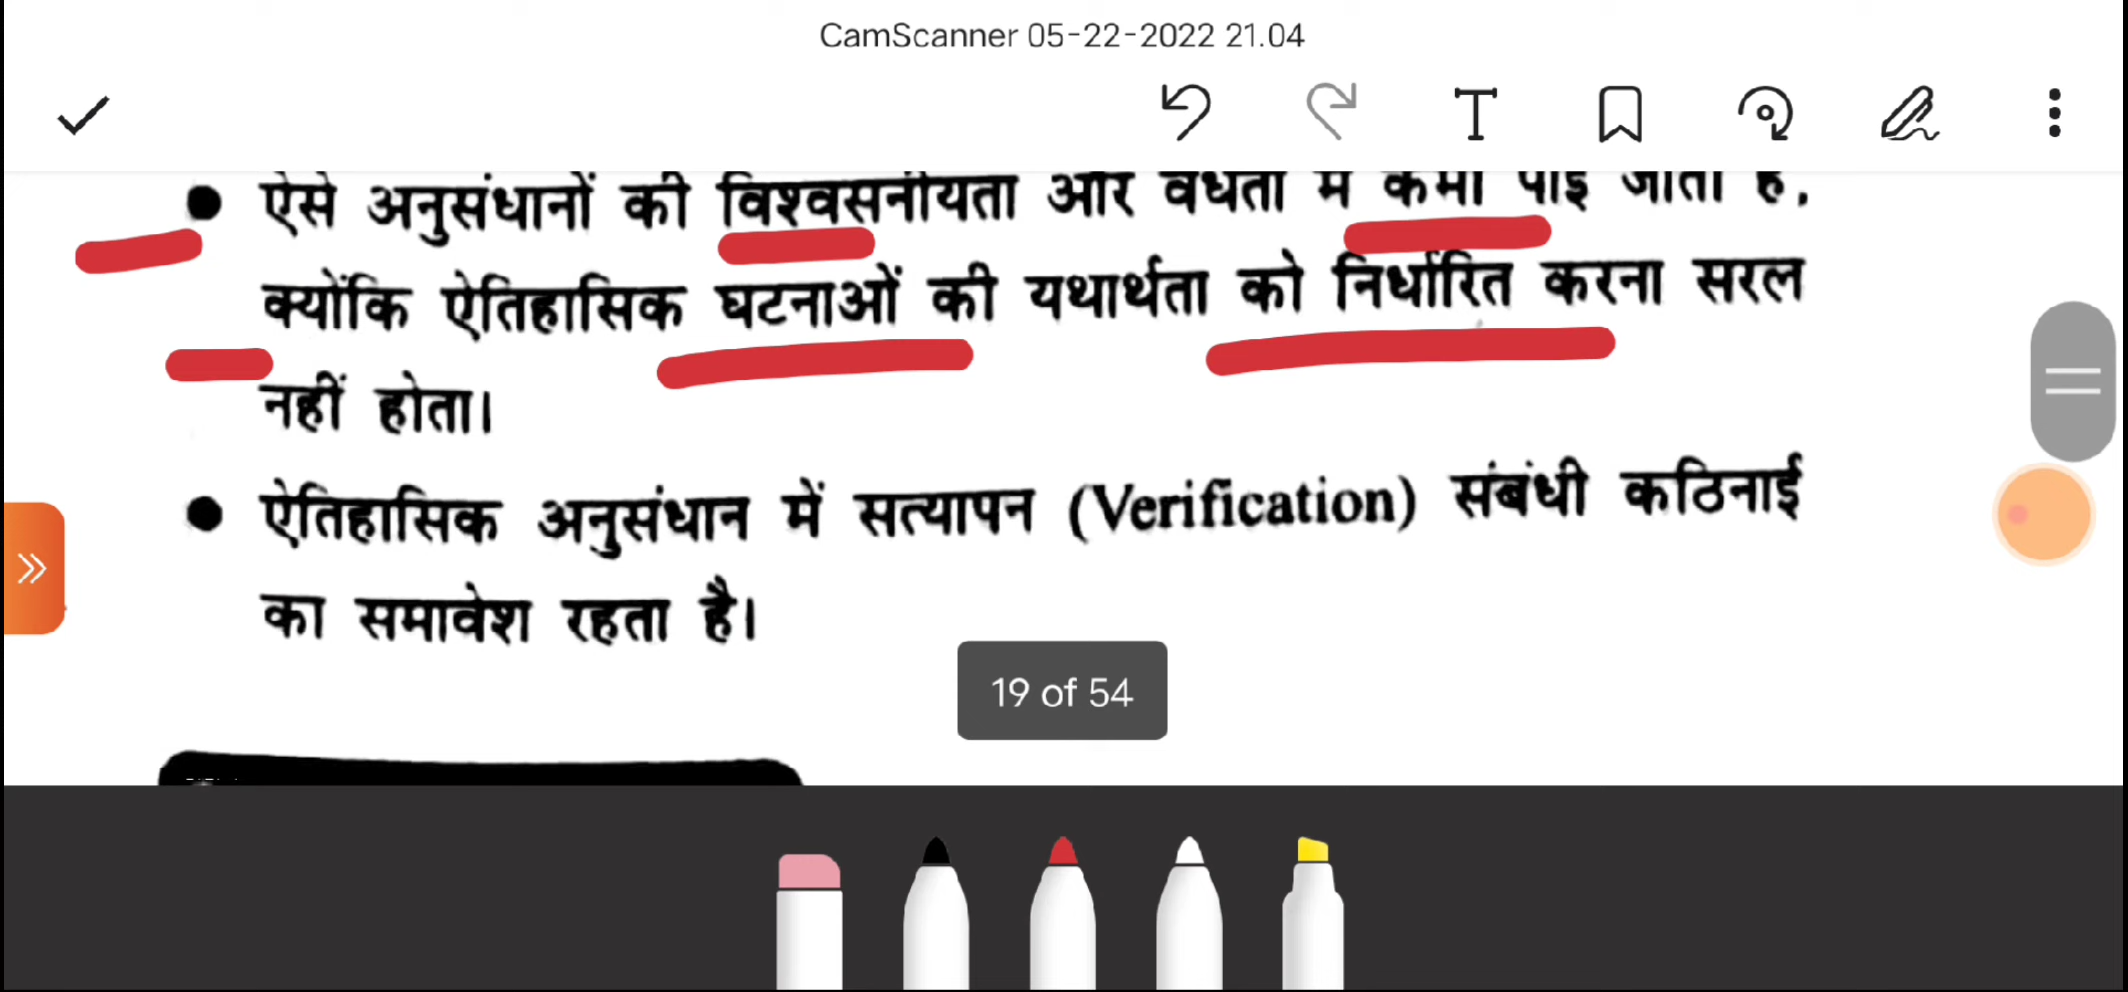 CamScanner 05-22-2022 21.04
T
ऐसे अनुसंधानों की विश्वसनीयता और वैधता में कमी पाई जाती है,
क्योंकि ऐतिहासिक घटनाओं की यथार्थता को निर्धारित करना सरल
नहीं होता।
ऐतिहासिक अनुसंधान में सत्यापन (Verification) संबंधी कठिनाई
का समावेश रहता है।
19 of 54